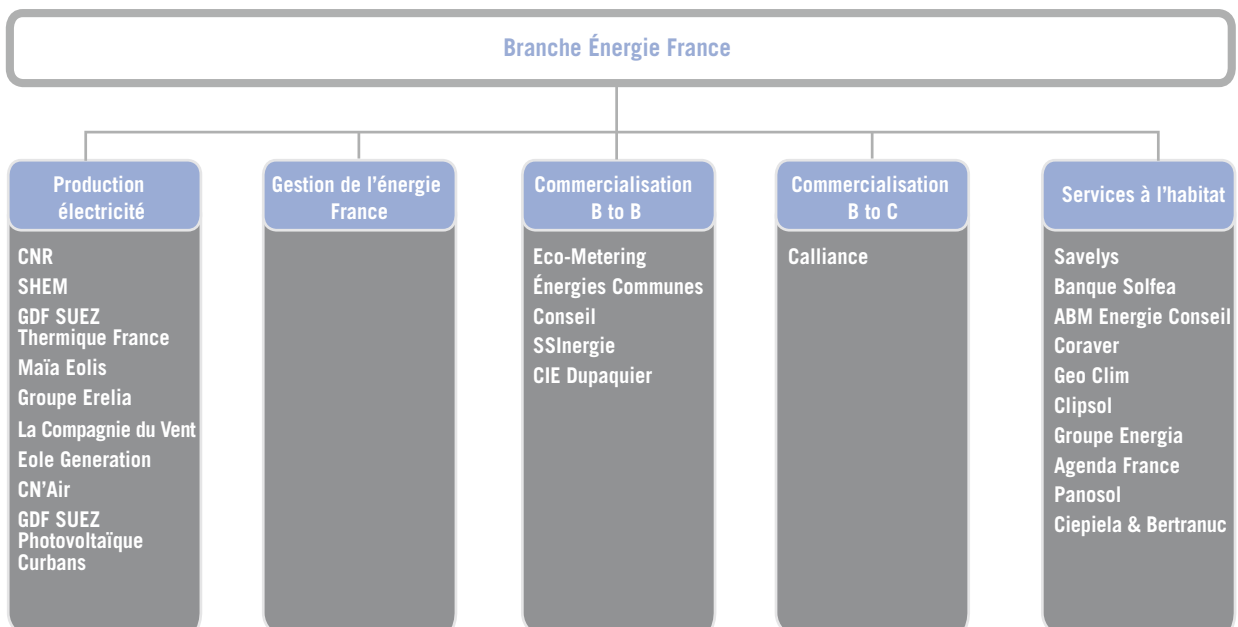 Branche Énergie France
Production
électricité
CNR
SHEM
GDF SUEZ
Thermique France
Maïa Eolis
Groupe Erelia
La Compagnie du Vent
Eole Generation
CN’Air
GDF SUEZ
Photovoltaïque
Curbans
Gestion de l’énergie
France
Commercialisation
B to B
Eco-Metering
Énergies Communes
Conseil
SSInergie
CIE Dupaquier
Commercialisation
B to C
Calliance
Services à l’habitat
Savelys
Banque Solfea
ABM Energie Conseil
Coraver
Geo Clim
Clipsol
Groupe Energia
Agenda France
Panosol
Ciepiela & Bertranuc